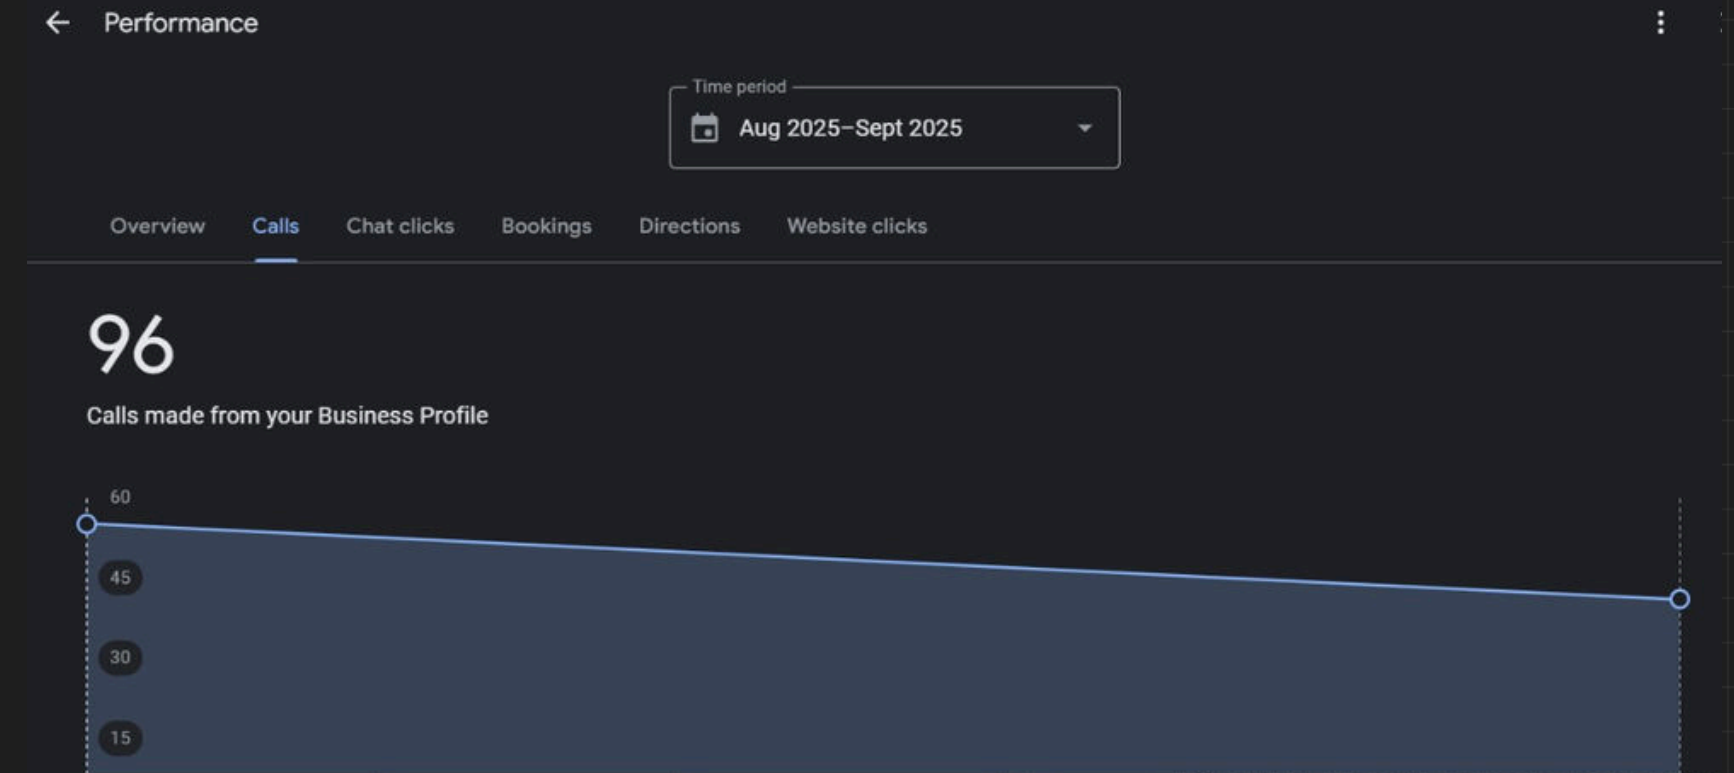 Performance
Time period
Aug 2025–Sept 2025
Overview Calls Chat clicks Bookings Directions Website clicks
96
Calls made from your Business Profile
60
45
30
15